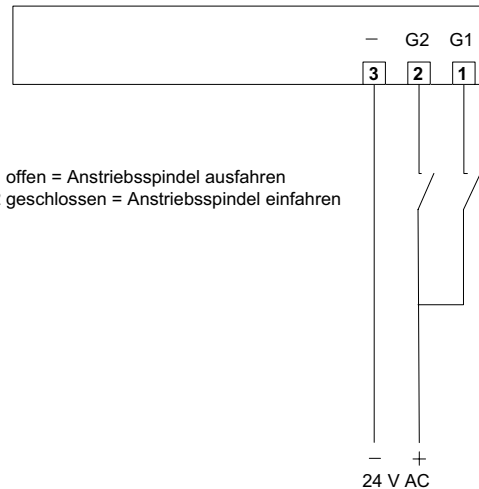 − G2 G1
3 2 1
offen = Anstriebsspindel ausfahren
geschlossen = Anstriebsspindel einfahren
− +
24 V AC